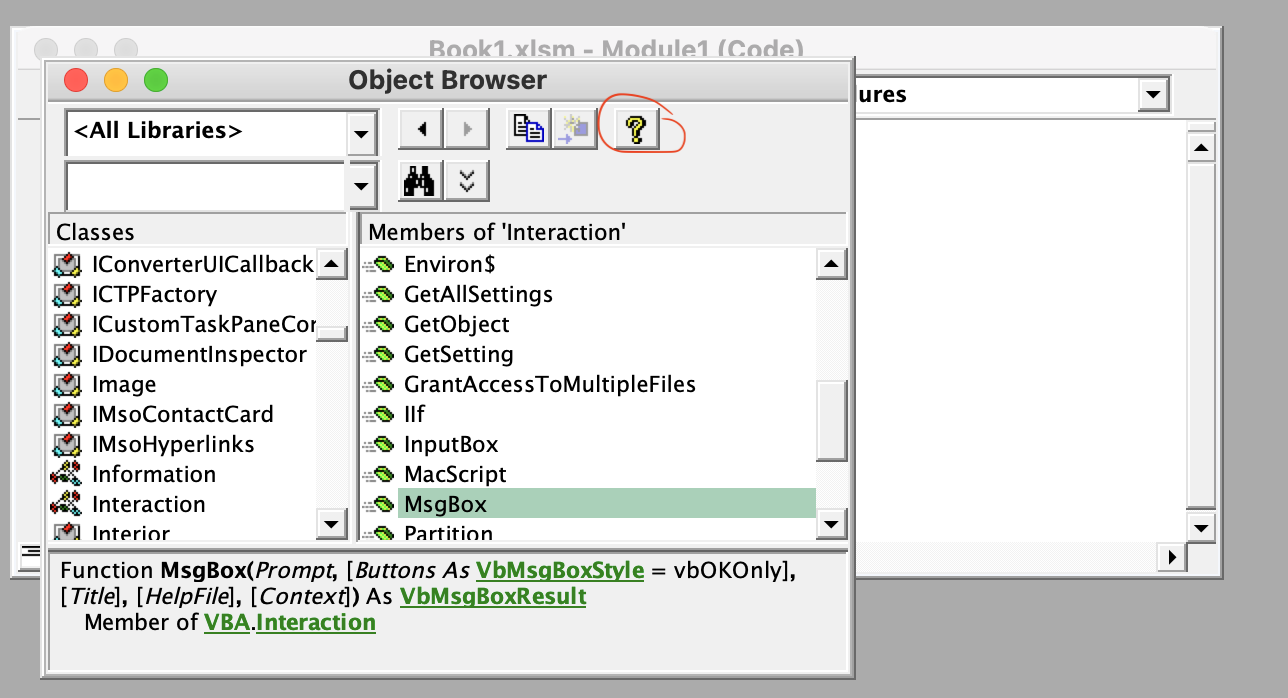 Book1.xlsm - Module1 (Code)
Object Browser
<All Libraries>
ures
?
Classes
Members of 'Interaction'
IConverterUICallback
Environ$
ICTPFactory
GetAllSettings
ICustomTaskPaneCor
GetObject
IDocumentInspector
GetSetting
Image
GrantAccessToMultipleFiles
IMsoContactCard
IIf
IMsoHyperlinks
InputBox
Information
MacScript
Interaction
MsgBox
Interior
Partition
Function MsgBox(Prompt, [Buttons As VbMsgBoxStyle = vbOKOnly],
[Title], [HelpFile], [Context]) As VbMsgBoxResult
Member of VBA.Interaction